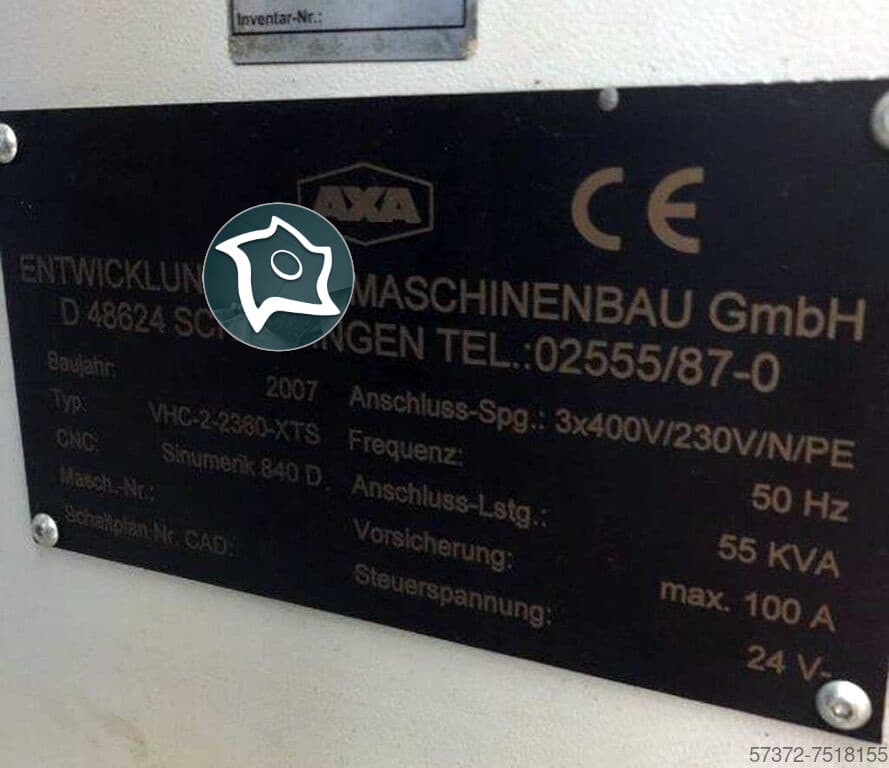 Inventar-Nr.:
AXA CE
ENTWICKLUN MASCHINENBAU GmbH
D 48624 SCH NGEN TEL.:02555/87-0
Baujahr: 2007
Typ: VHC-2-2360-XTS
CNC: Sinumerik 840 D
Masch.-Nr.:
Schaltplan-Nr. CAD:
Anschluss-Spg.: 3x400V/230V/N/PE
Frequenz: 50 Hz
Anschluss-Lstg.: 55 KVA
Vorsicherung: max. 100 A
Steuerspannung: 24 V-
57372-7518155